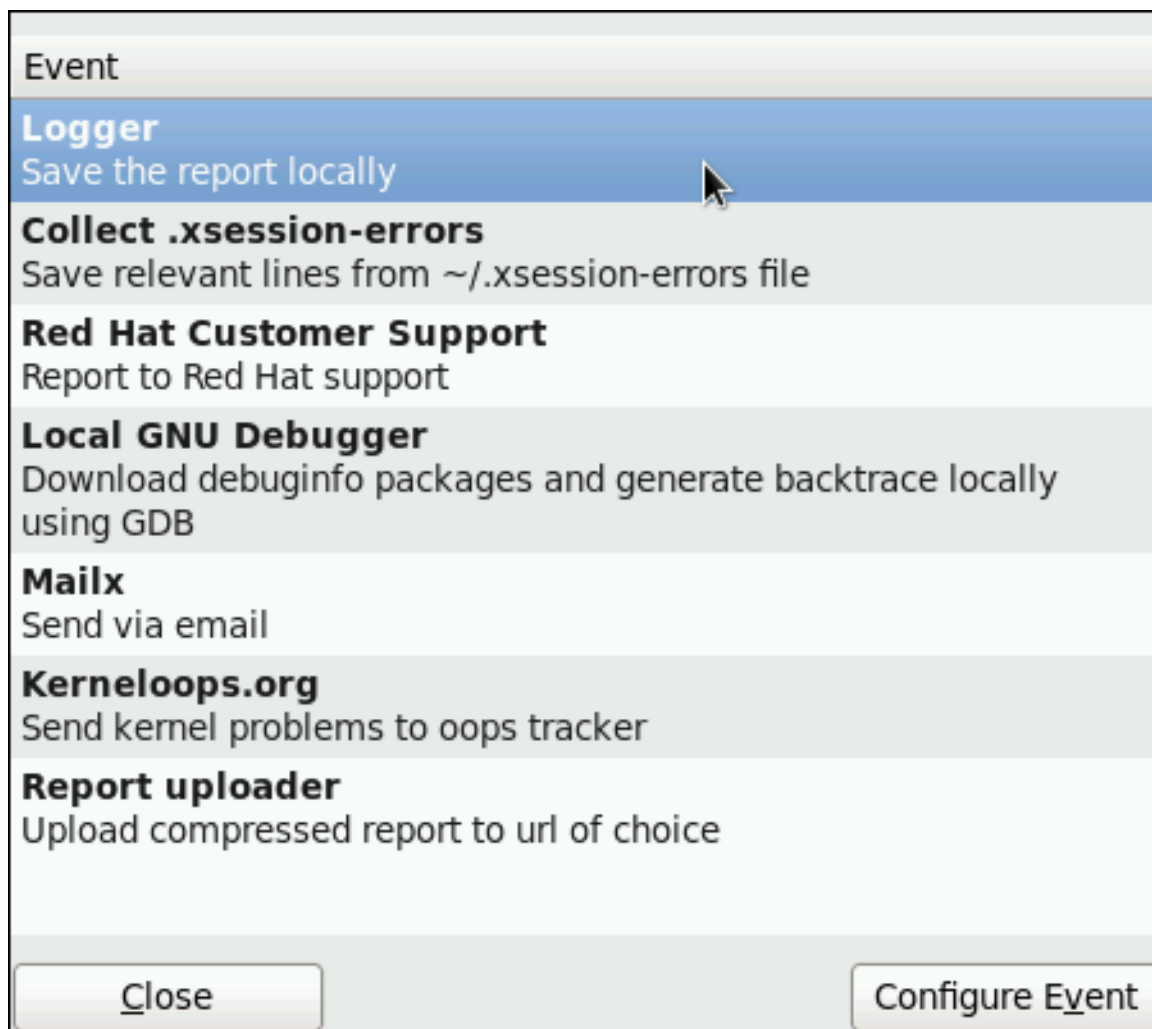 Event
Logger
Save the report locally
Collect .xsession-errors
Save relevant lines from ~/.xsession-errors file
Red Hat Customer Support
Report to Red Hat support
Local GNU Debugger
Download debuginfo packages and generate backtrace locally
using GDB
Mailx
Send via email
Kerneloops.org
Send kernel problems to oops tracker
Report uploader
Upload compressed report to url of choice
Close
Configure Event